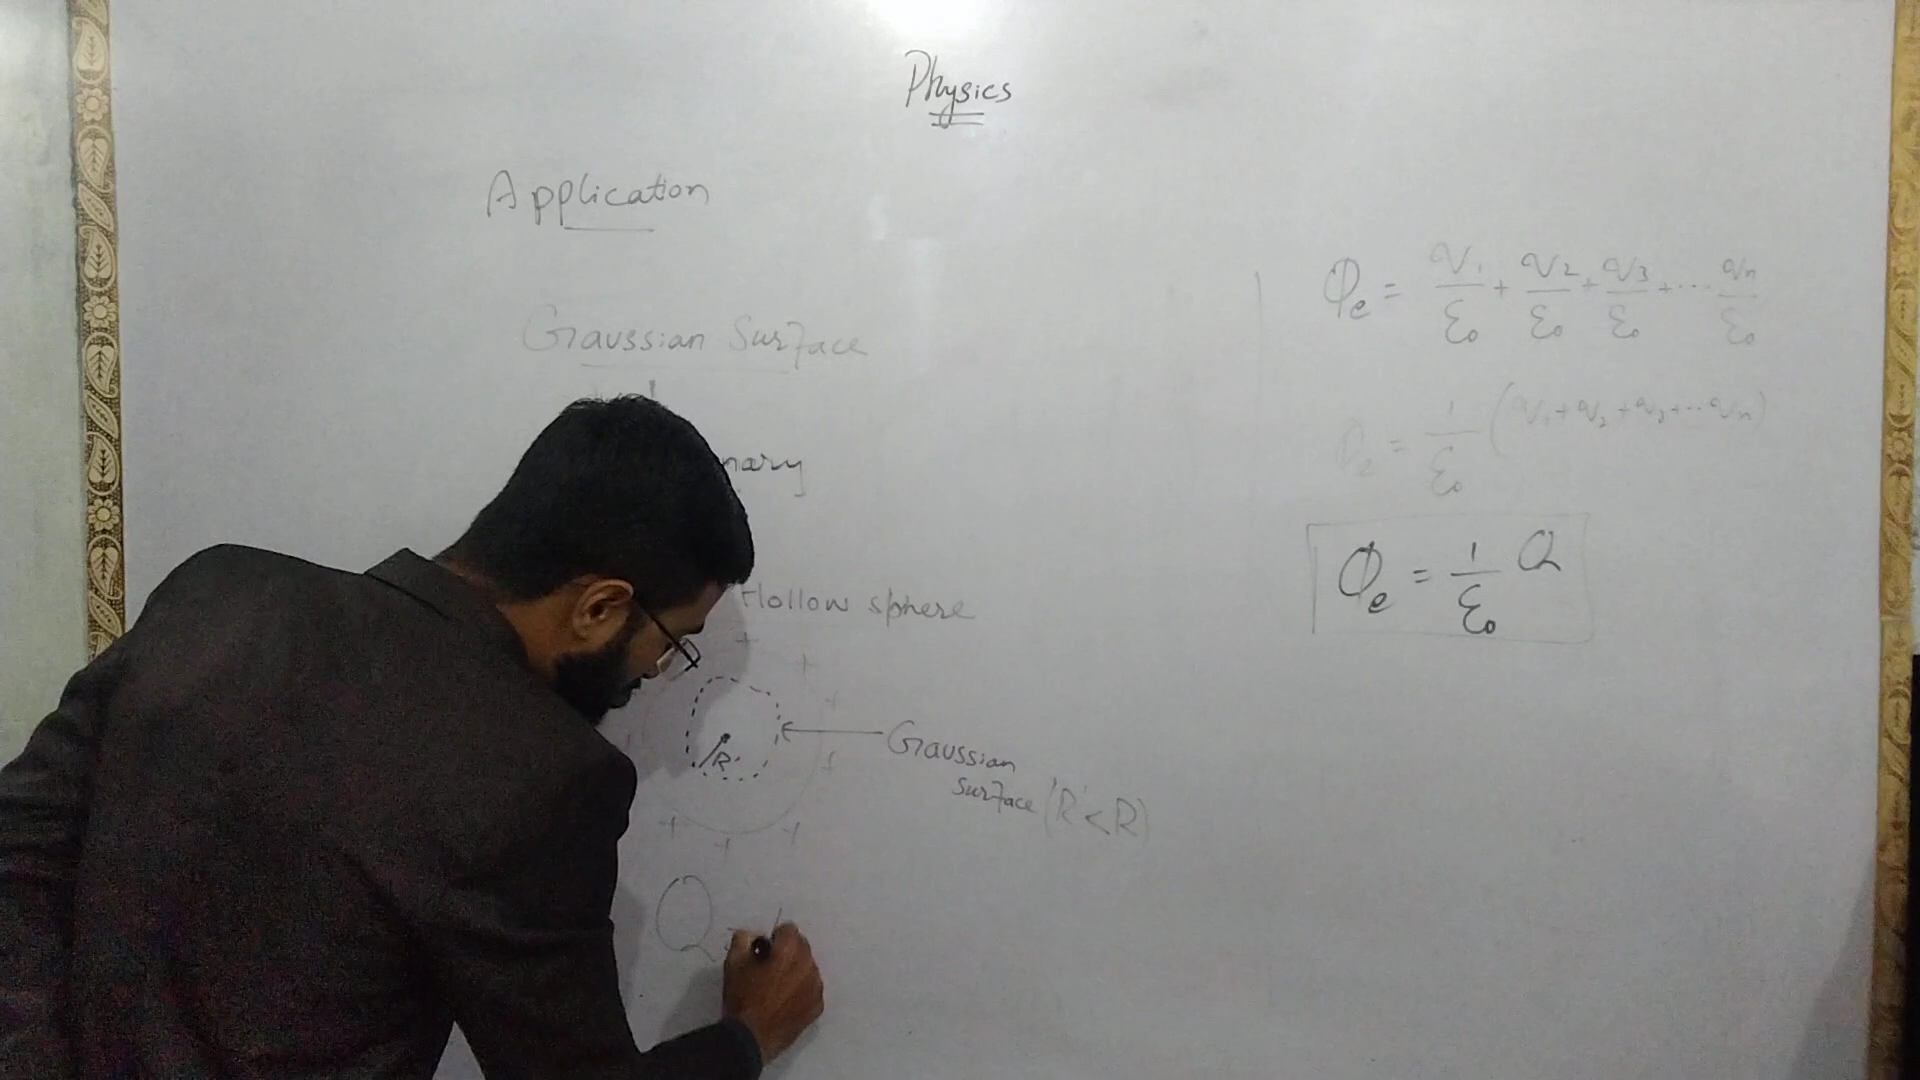 Physics
Application
Gaussian Surface
nary
Hollow sphere
+ + + + + + + +
R'
Gaussian
surface (R' < R)
Q =
Φe = q1/ε0 + q2/ε0 + q3/ε0 + ... qn/ε0
Φe = 1/ε0 (q1 + q2 + q3 + ... qn)
Φe = 1/ε0 Q